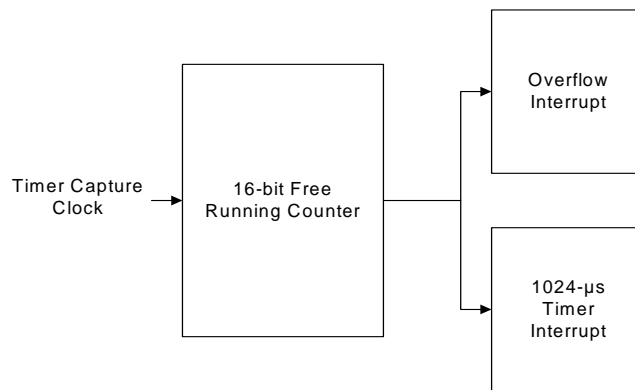 Overflow
Interrupt
Timer Capture
Clock
16-bit Free
Running Counter
1024-µs
Timer
Interrupt